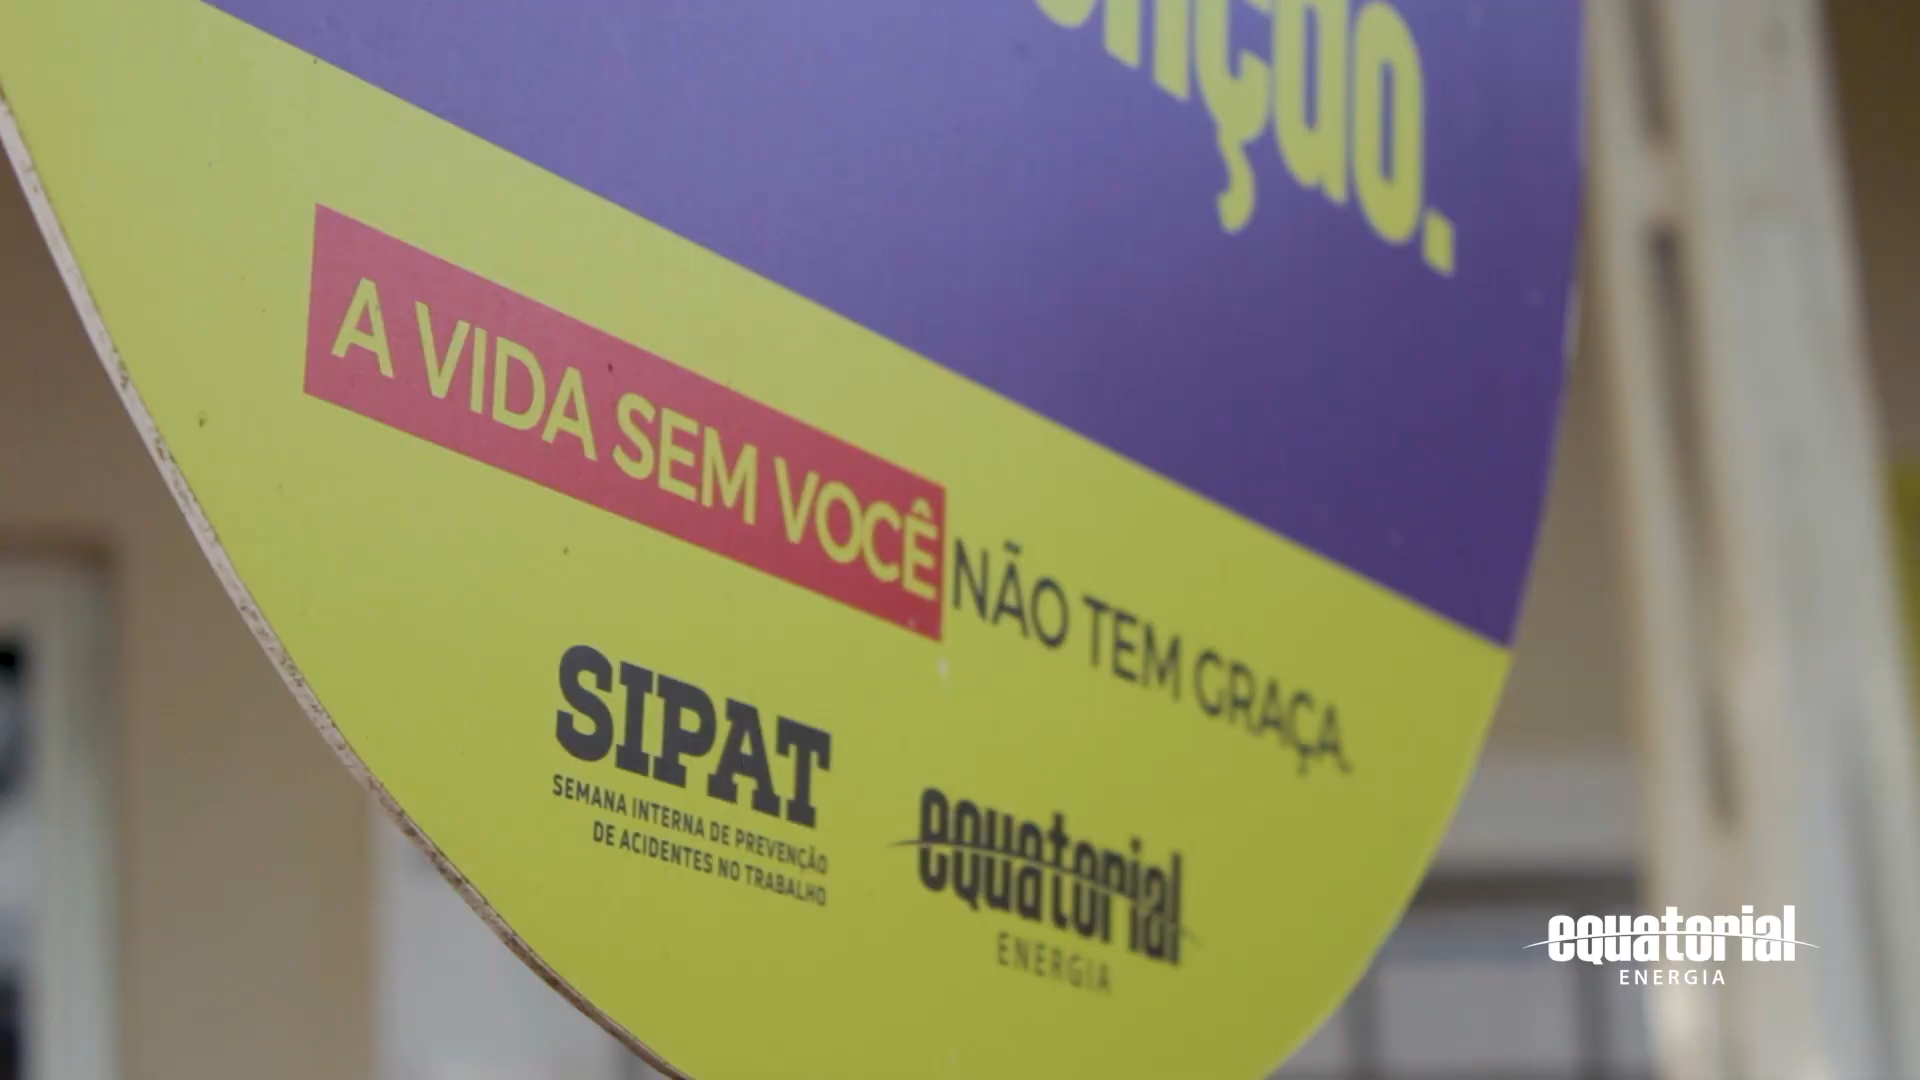 A VIDA SEM VOCÊ NÃO TEM GRAÇA.
SIPAT
SEMANA INTERNA DE PREVENÇÃO
DE ACIDENTES NO TRABALHO
equatorial
ENERGIA
equatorial
ENERGIA